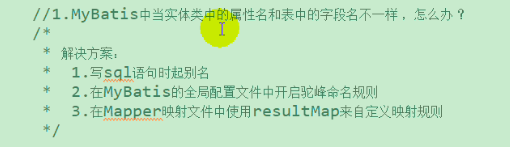 //1.MyBatis中当实体类中的属性名和表中的字段名不一样，怎么办？
/*
* 解决方案：
* 1.写sql语句时起别名
* 2.在MyBatis的全局配置文件中开启驼峰命名规则
* 3.在Mapper映射文件中使用resultMap来自定义映射规则
*/